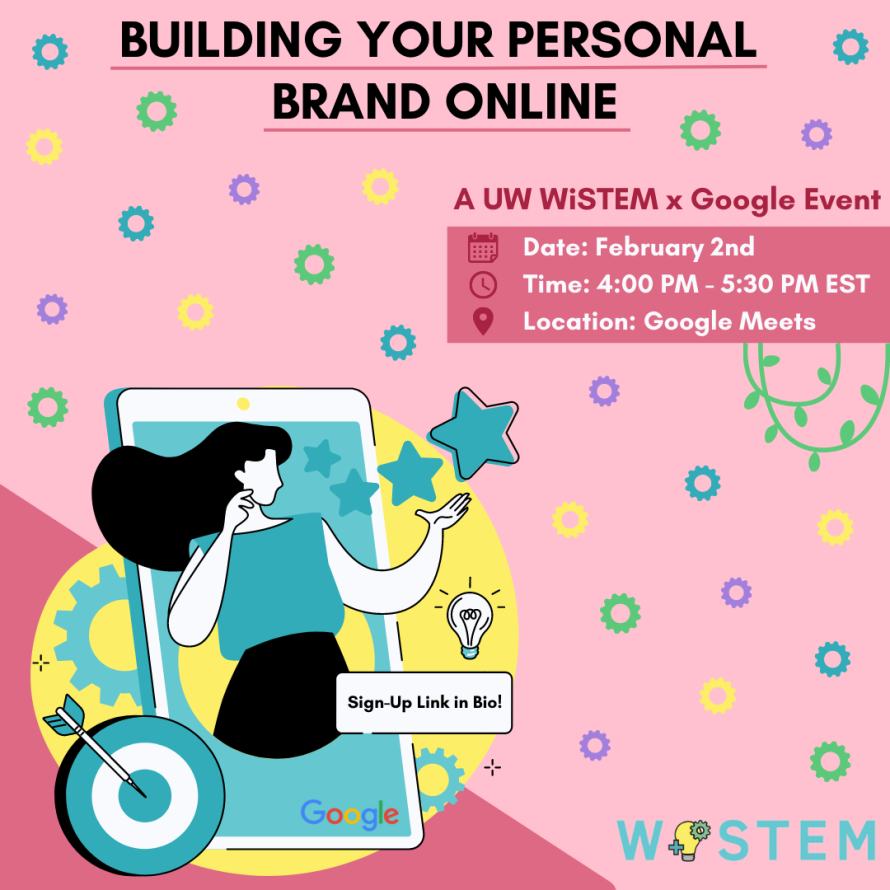 BUILDING YOUR PERSONAL
BRAND ONLINE
A UW WiSTEM x Google Event
Date: February 2nd
Time: 4:00 PM - 5:30 PM EST
Location: Google Meets
Sign-Up Link in Bio!
Google
WiSTEM